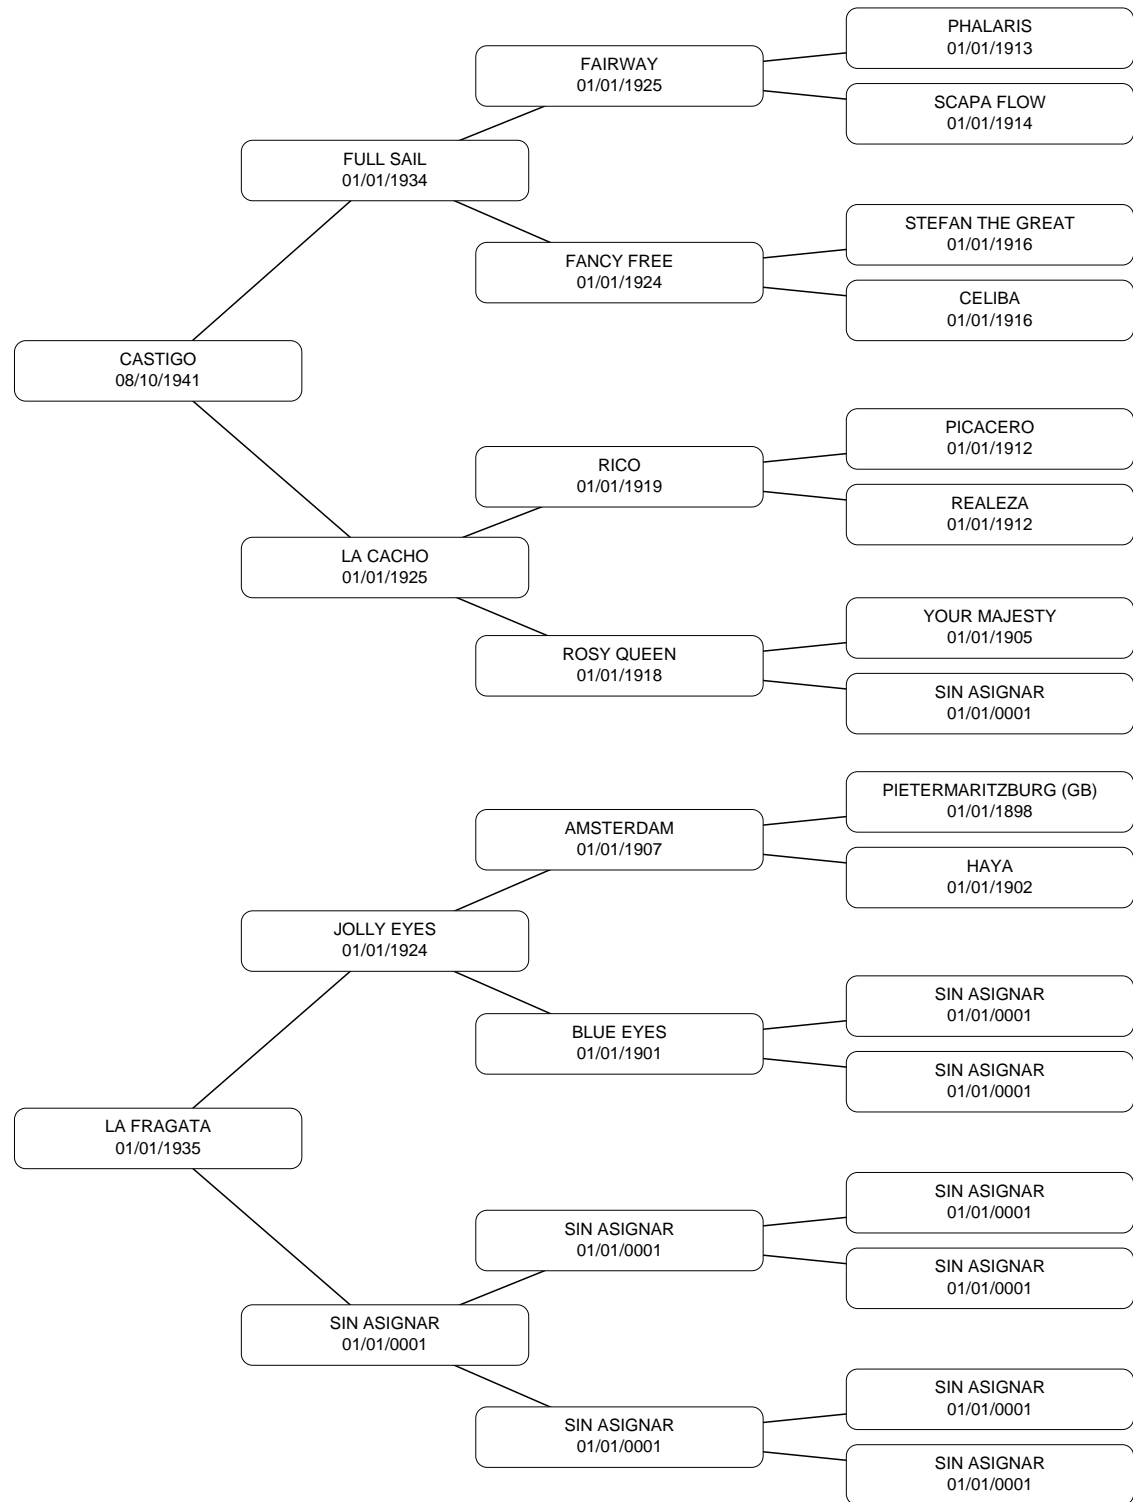 PHALARIS
01/01/1913
FAIRWAY
01/01/1925
SCAPA FLOW
01/01/1914
FULL SAIL
01/01/1934
STEFAN THE GREAT
01/01/1916
FANCY FREE
01/01/1924
CELIBA
01/01/1916
CASTIGO
08/10/1941
PICACERO
01/01/1912
RICO
01/01/1919
REALEZA
01/01/1912
LA CACHO
01/01/1925
YOUR MAJESTY
01/01/1905
ROSY QUEEN
01/01/1918
SIN ASIGNAR
01/01/0001
PIETERMARITZBURG (GB)
01/01/1898
AMSTERDAM
01/01/1907
HAYA
01/01/1902
JOLLY EYES
01/01/1924
SIN ASIGNAR
01/01/0001
BLUE EYES
01/01/1901
SIN ASIGNAR
01/01/0001
LA FRAGATA
01/01/1935
SIN ASIGNAR
01/01/0001
SIN ASIGNAR
01/01/0001
SIN ASIGNAR
01/01/0001
SIN ASIGNAR
01/01/0001
SIN ASIGNAR
01/01/0001
SIN ASIGNAR
01/01/0001
SIN ASIGNAR
01/01/0001